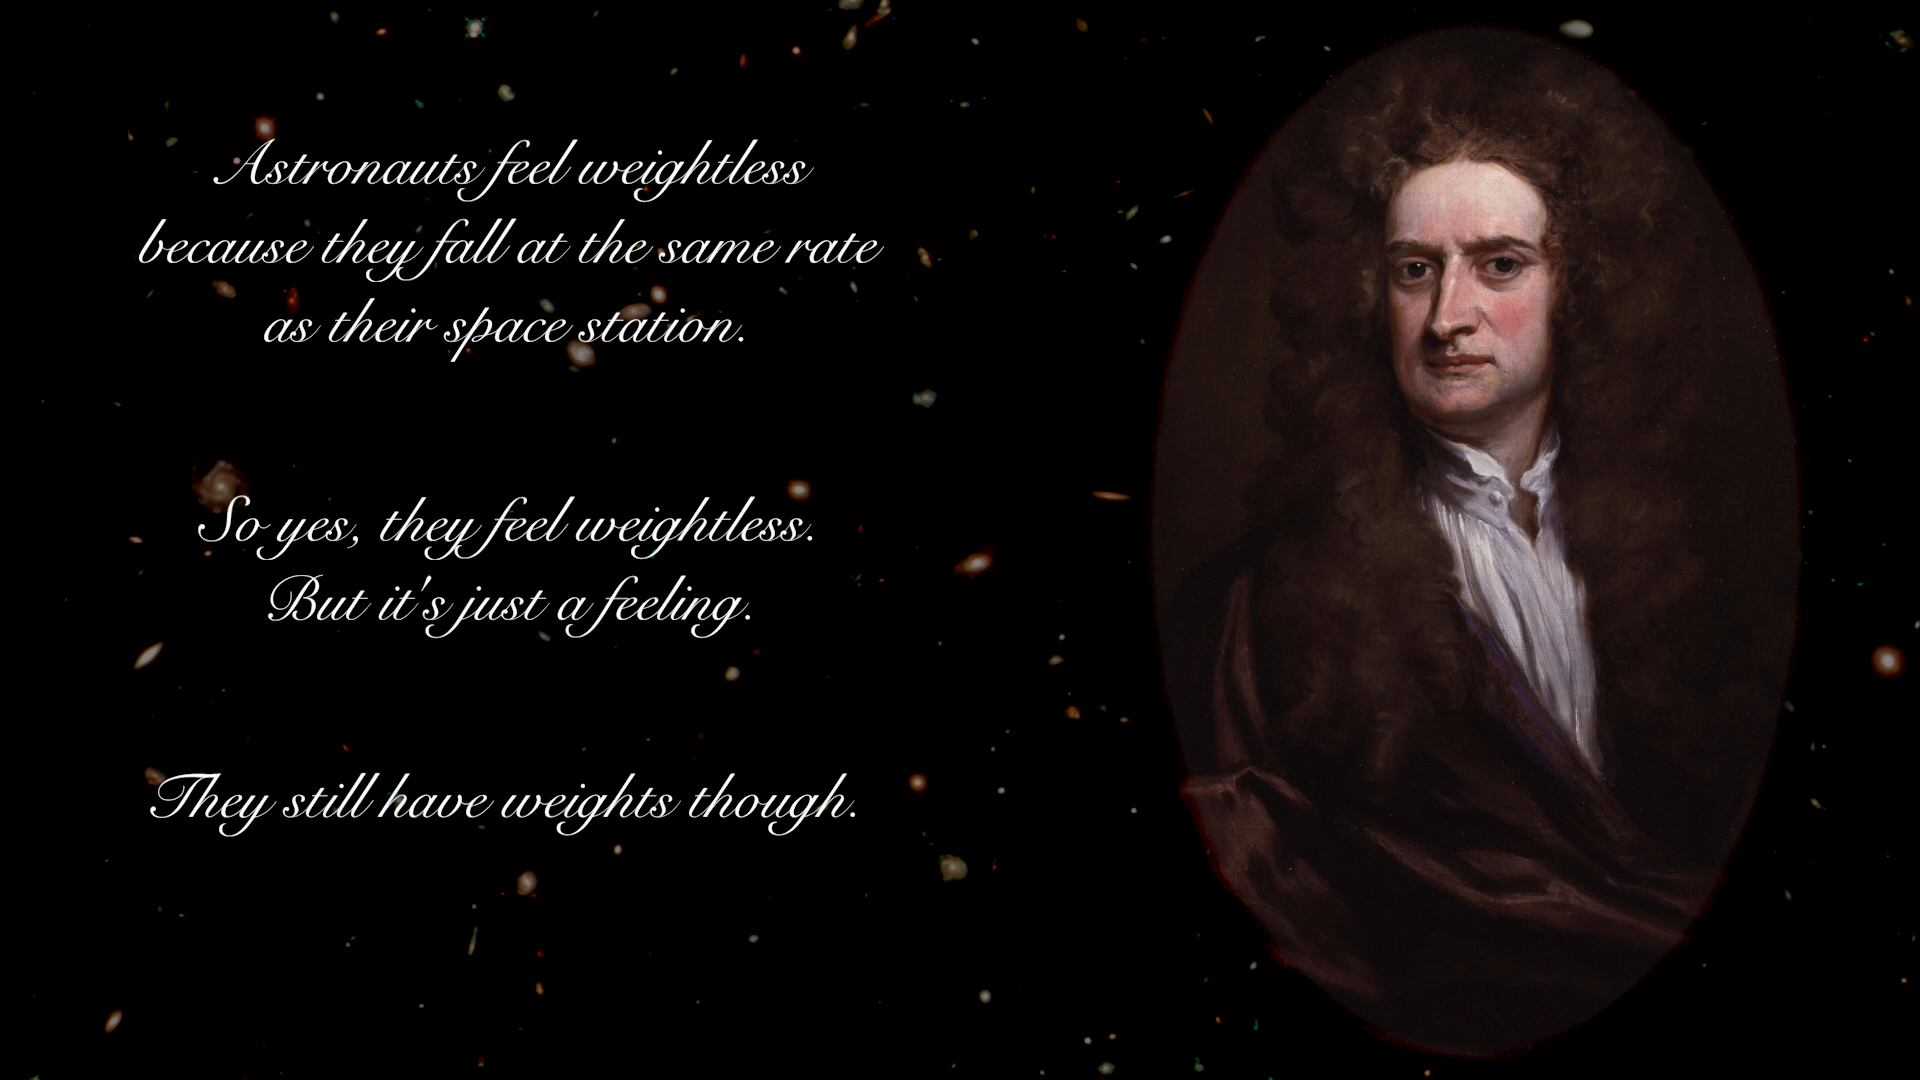 Astronauts feel weightless
because they fall at the same rate
as their space station.
So yes, they feel weightless.
But it's just a feeling.
They still have weights though.